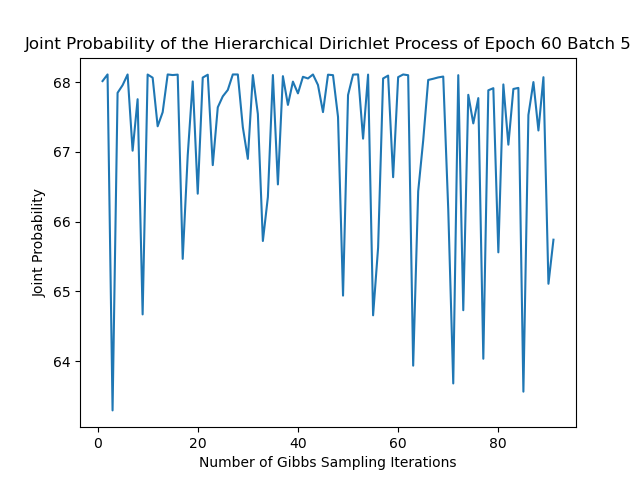 Joint Probability of the Hierarchical Dirichlet Process of Epoch 60 Batch 5
68
67
66
65
64
Joint Probability
0 20 40 60 80
Number of Gibbs Sampling Iterations